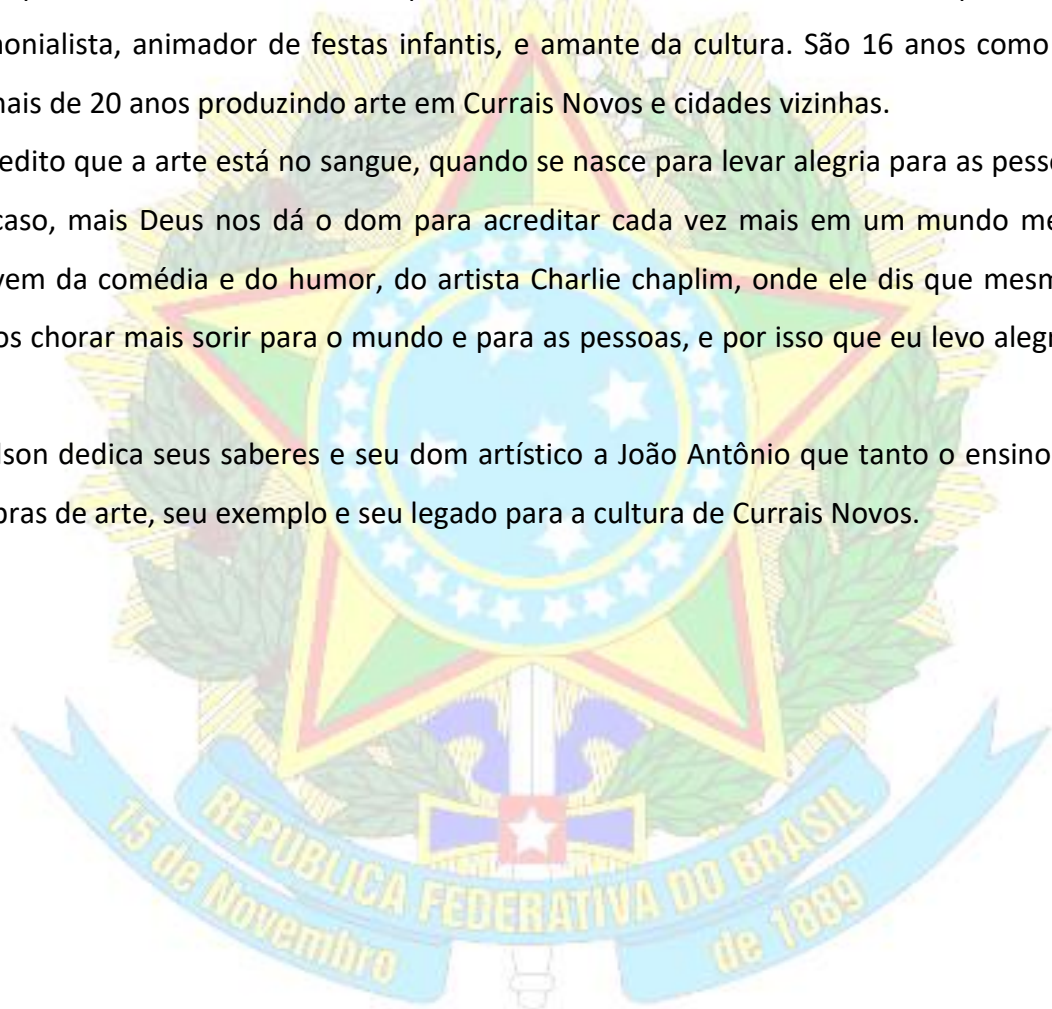 monialista, animador de festas infantis, e amante da cultura. São 16 anos como
mais de 20 anos produzindo arte em Currais Novos e cidades vizinhas.
edito que a arte está no sangue, quando se nasce para levar alegria para as pesso
caso, mais Deus nos dá o dom para acreditar cada vez mais em um mundo me
vem da comédia e do humor, do artista Charlie chaplim, onde ele dis que mesm
os chorar mais sorir para o mundo e para as pessoas, e por isso que eu levo alegr
lson dedica seus saberes e seu dom artístico a João Antônio que tanto o ensino
bras de arte, seu exemplo e seu legado para a cultura de Currais Novos.
REPÚBLICA FEDERATIVA DO BRASIL
15 de Novembro de 1889